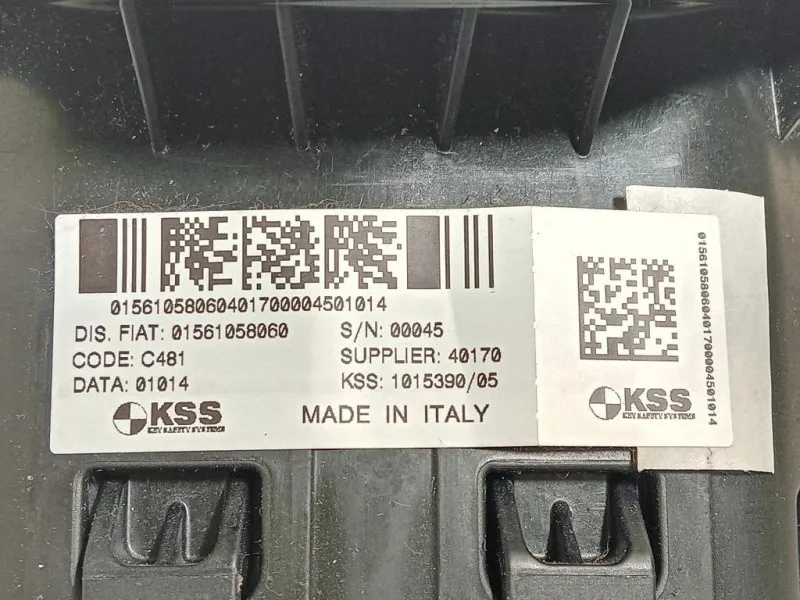 01561058060401700004501014
DIS. FIAT: 01561058060
S/N: 00045
CODE: C481
SUPPLIER: 40170
DATA: 01014
KSS: 1015390/05
KSS
KEY SAFETY SYSTEMS
MADE IN ITALY
01561058060401700004501014
KSS
KEY SAFETY SYSTEMS